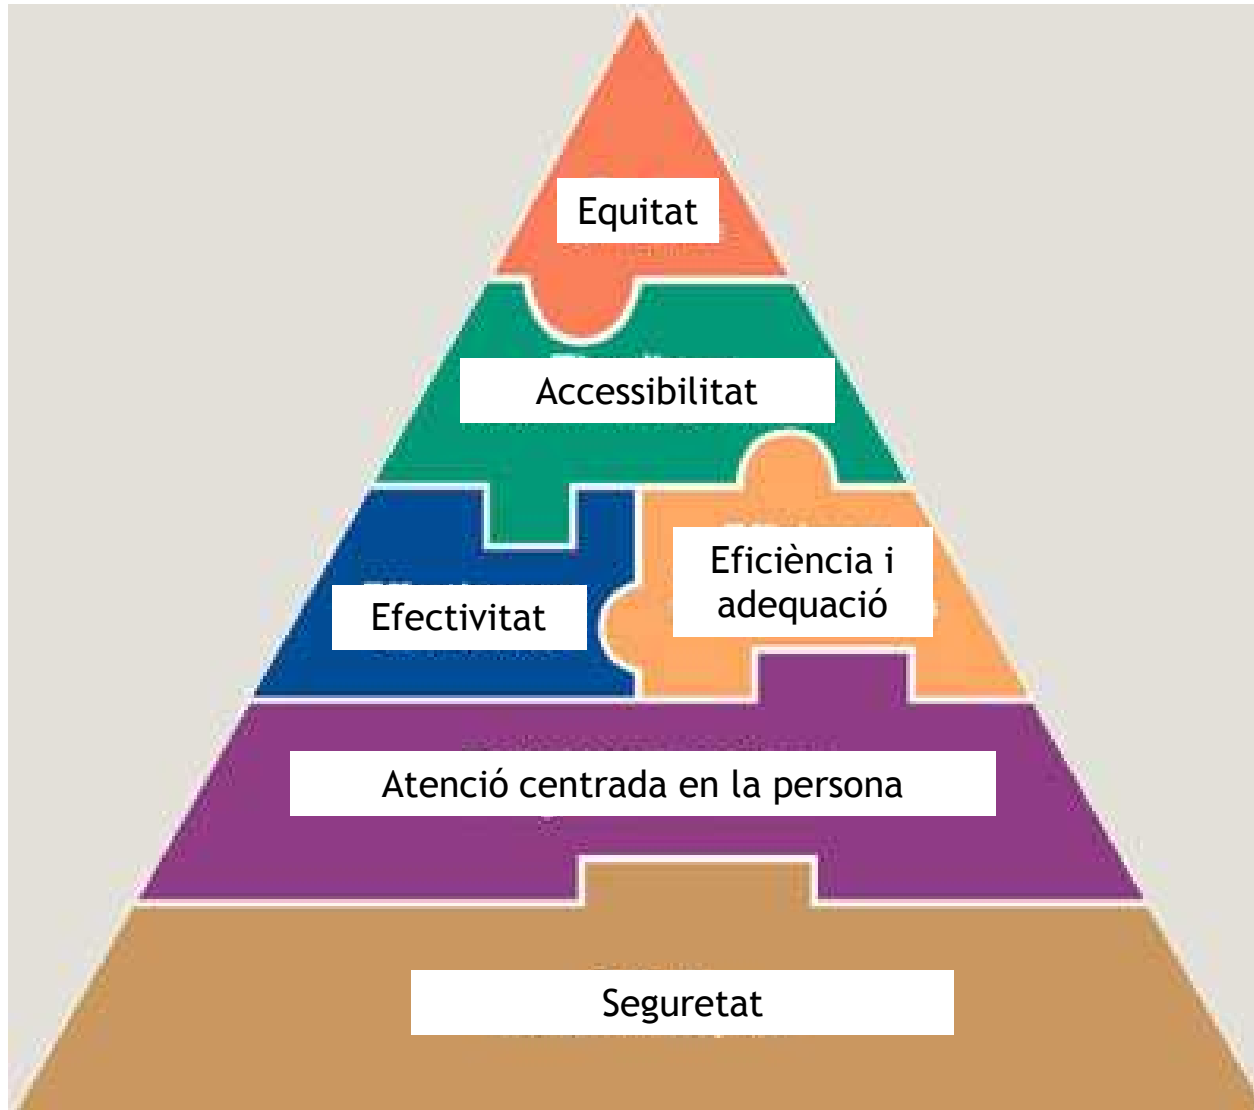 Equitat
Accessibilitat
Eficiència i
adequació
Efectivitat
Atenció centrada en la persona
Seguretat